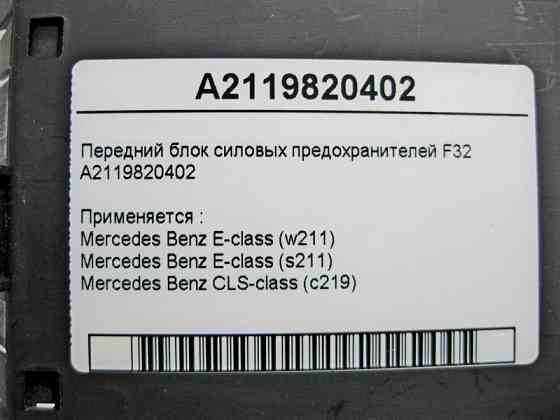 A2119820402
Передний блок силовых предохранителей F32
A2119820402
Применяется :
Mercedes Benz E-class (w211)
Mercedes Benz E-class (s211)
Mercedes Benz CLS-class (c219)